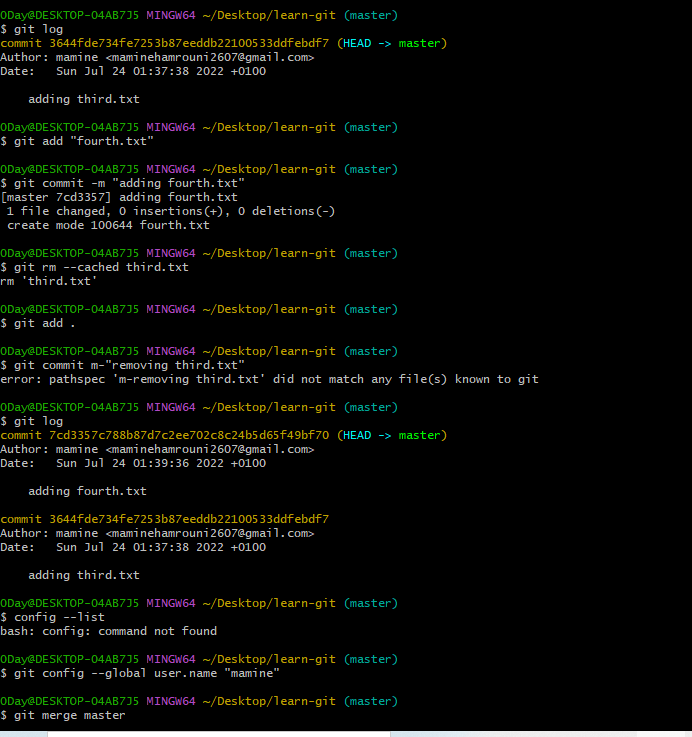 0Day@DESKTOP-04AB7J5 MINGW64 ~/Desktop/learn-git (master)
$ git log
commit 3644fde734fe7253b87eeddb22100533ddfebdf7 (HEAD -> master)
Author: mamine <maminehamrouni2607@gmail.com>
Date:   Sun Jul 24 01:37:38 2022 +0100

    adding third.txt

0Day@DESKTOP-04AB7J5 MINGW64 ~/Desktop/learn-git (master)
$ git add "fourth.txt"

0Day@DESKTOP-04AB7J5 MINGW64 ~/Desktop/learn-git (master)
$ git commit -m "adding fourth.txt"
[master 7cd3357] adding fourth.txt
 1 file changed, 0 insertions(+), 0 deletions(-)
 create mode 100644 fourth.txt

0Day@DESKTOP-04AB7J5 MINGW64 ~/Desktop/learn-git (master)
$ git rm --cached third.txt
rm 'third.txt'

0Day@DESKTOP-04AB7J5 MINGW64 ~/Desktop/learn-git (master)
$ git add .

0Day@DESKTOP-04AB7J5 MINGW64 ~/Desktop/learn-git (master)
$ git commit m-"removing third.txt"
error: pathspec 'm-removing third.txt' did not match any file(s) known to git

0Day@DESKTOP-04AB7J5 MINGW64 ~/Desktop/learn-git (master)
$ git log
commit 7cd3357c788b87d7c2ee702c8c24b5d65f49bf70 (HEAD -> master)
Author: mamine <maminehamrouni2607@gmail.com>
Date:   Sun Jul 24 01:39:36 2022 +0100

    adding fourth.txt

commit 3644fde734fe7253b87eeddb22100533ddfebdf7
Author: mamine <maminehamrouni2607@gmail.com>
Date:   Sun Jul 24 01:37:38 2022 +0100

    adding third.txt

0Day@DESKTOP-04AB7J5 MINGW64 ~/Desktop/learn-git (master)
$ config --list
bash: config: command not found

0Day@DESKTOP-04AB7J5 MINGW64 ~/Desktop/learn-git (master)
$ git config --global user.name "mamine"

0Day@DESKTOP-04AB7J5 MINGW64 ~/Desktop/learn-git (master)
$ git merge master